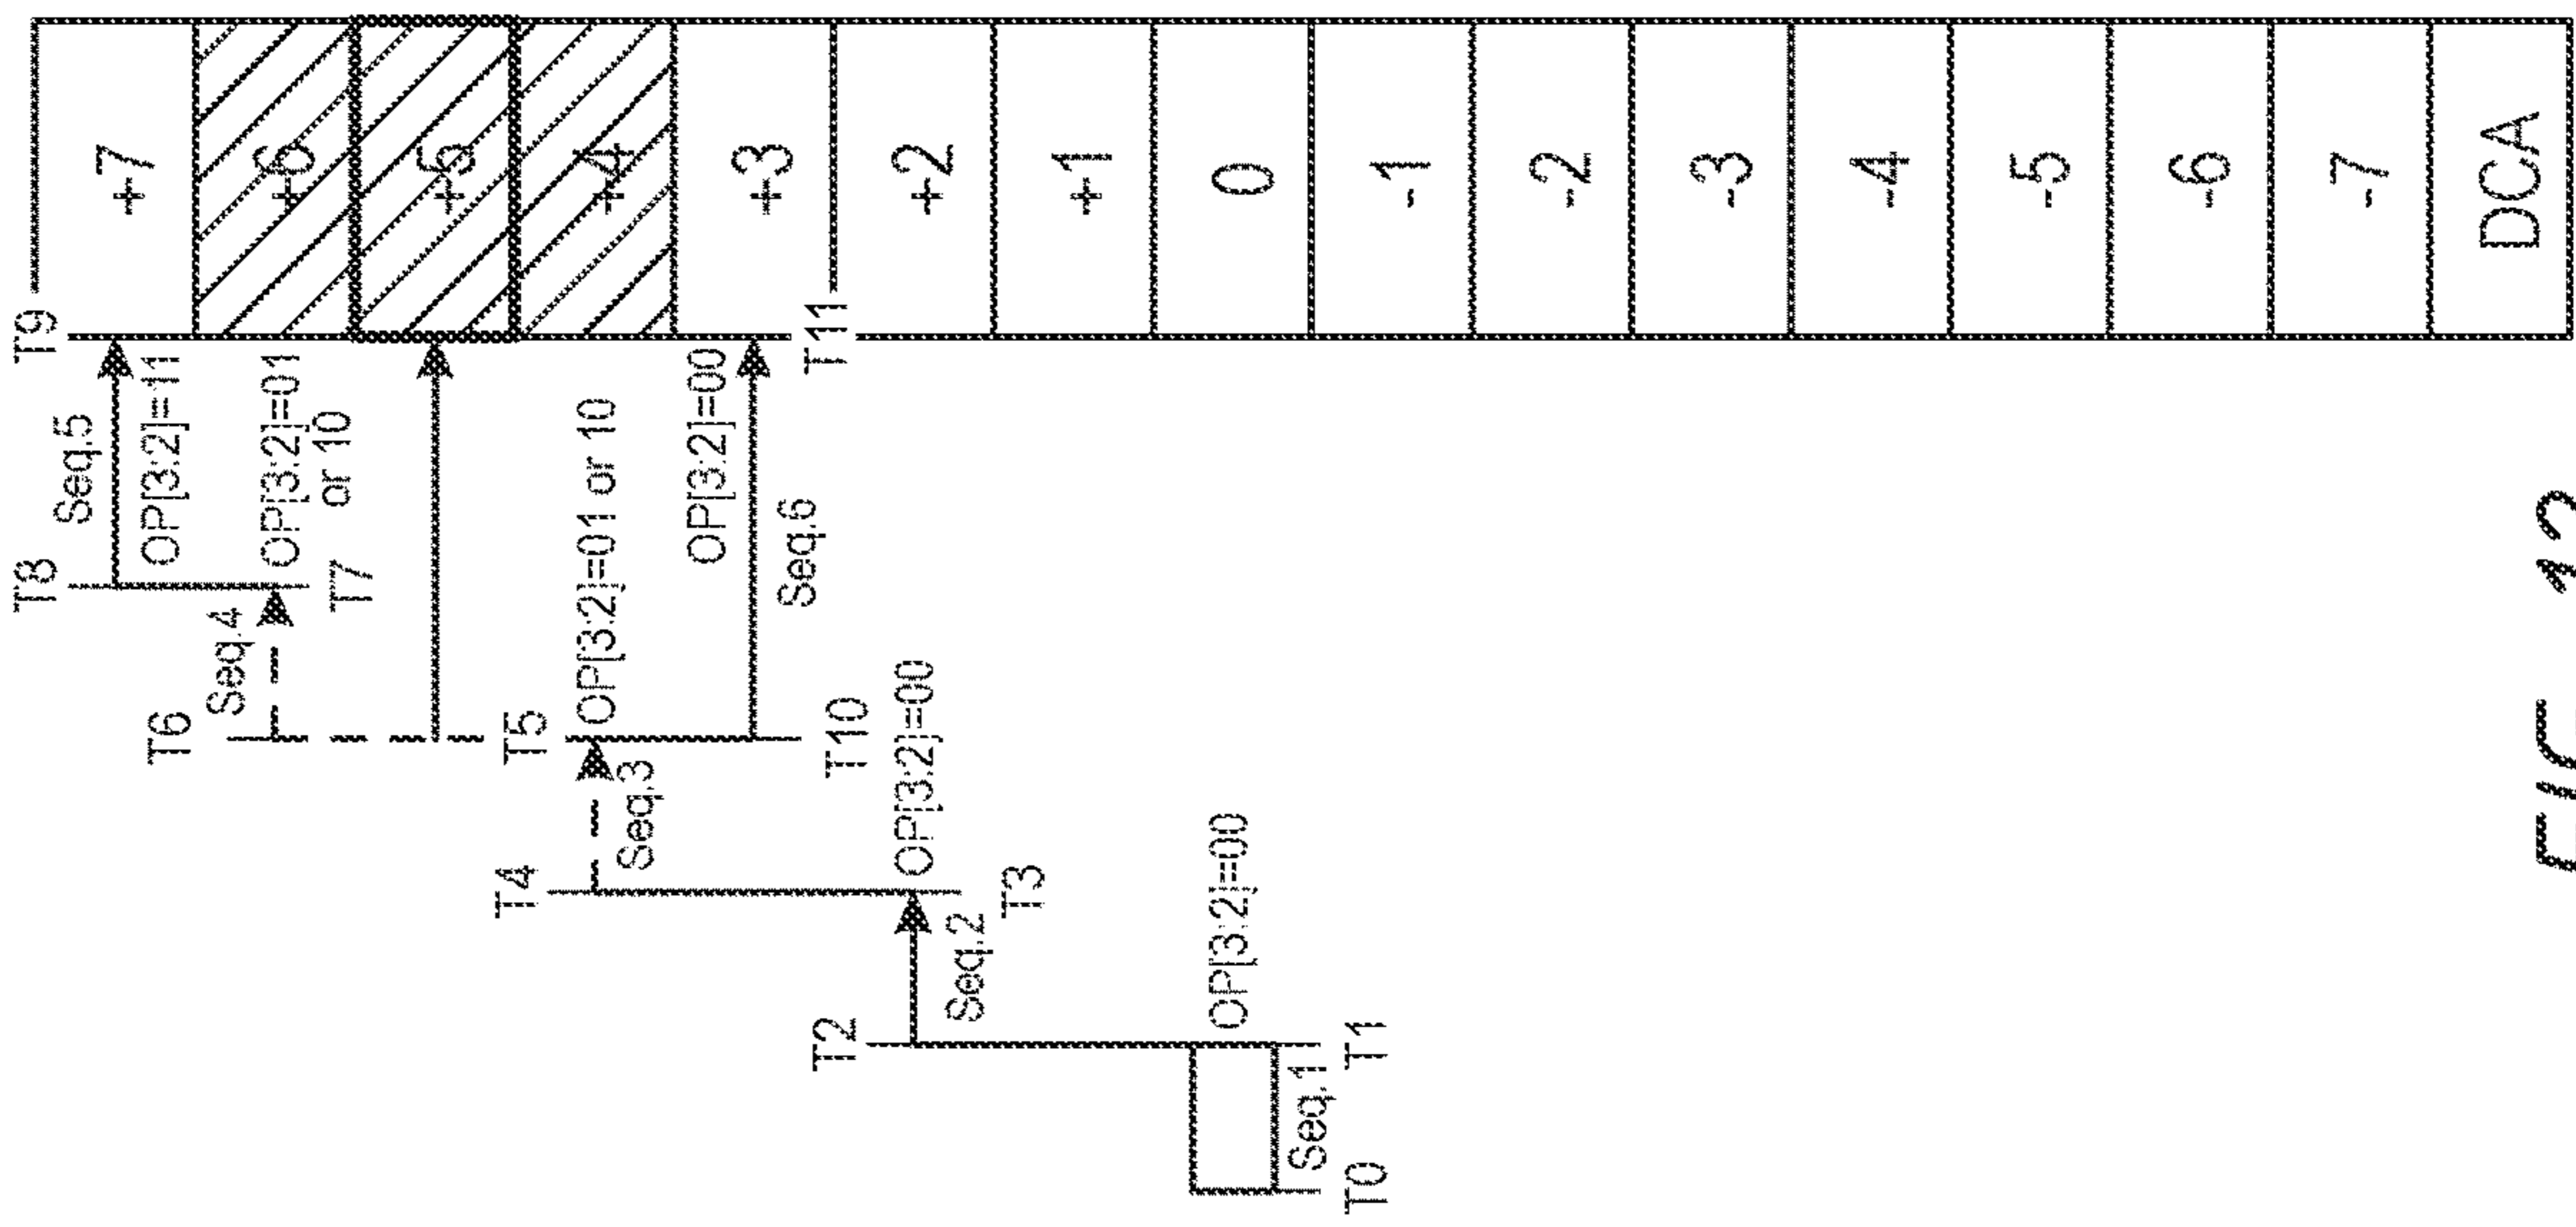 T8
T9
Seq.5
+7
OP[3:2]=11
T6
Seq.4
OP[3:2]=01
+6
or 10
T7
+5
T4
T5
OP[3:2]=01 or 10
+4
Seq.3
OP[3:2]=00
+3
Seq.6
T11
T2
T10
OP[3:2]=00
+2
Seq.2
T3
+1
OP[3:2]=00
0
Seq.1
T0
T1
-1
-2
-3
-4
-5
-6
-7
DCA